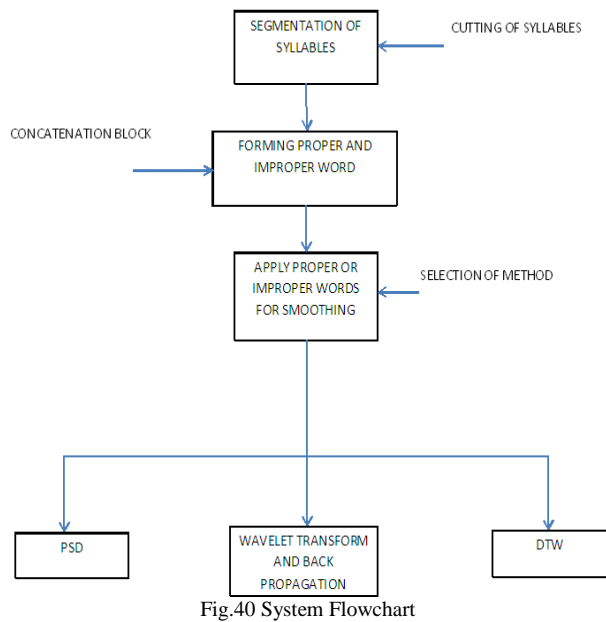 SEGMENTATION OF
SYLLABLES
CUTTING OF SYLLABLES
CONCATENATION BLOCK
FORMING PROPER AND
IMPROPER WORD
APPLY PROPER OR
IMPROPER WORDS
FOR SMOOTHING
SELECTION OF METHOD
PSD
WAVELET TRANSFORM
AND BACK
PROPAGATION
DTW
Fig.40 System Flowchart